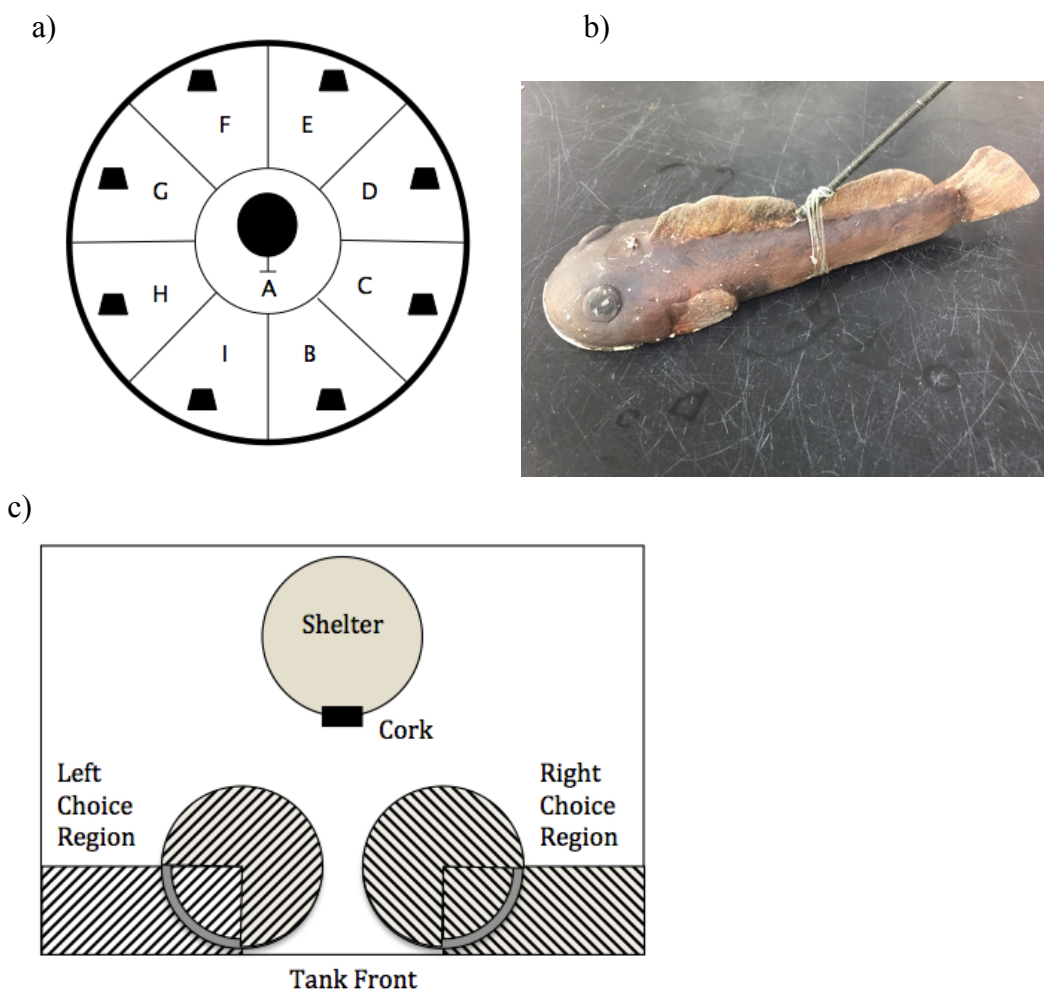 a)
b)
F
E
G
D
A
H
C
I
B
c)
Shelter
Cork
Left
Choice
Region
Right
Choice
Region
Tank Front